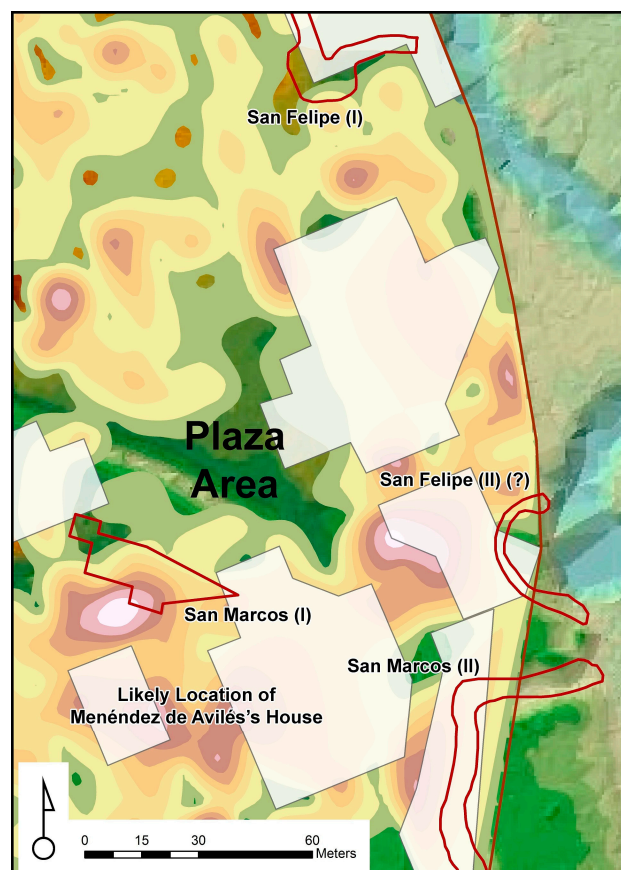 San Felipe (I)
Plaza
Area
San Felipe (II) (?)
San Marcos (I)
San Marcos (II)
Likely Location of
Menéndez de Avilés's House
0 15 30 60
Meters